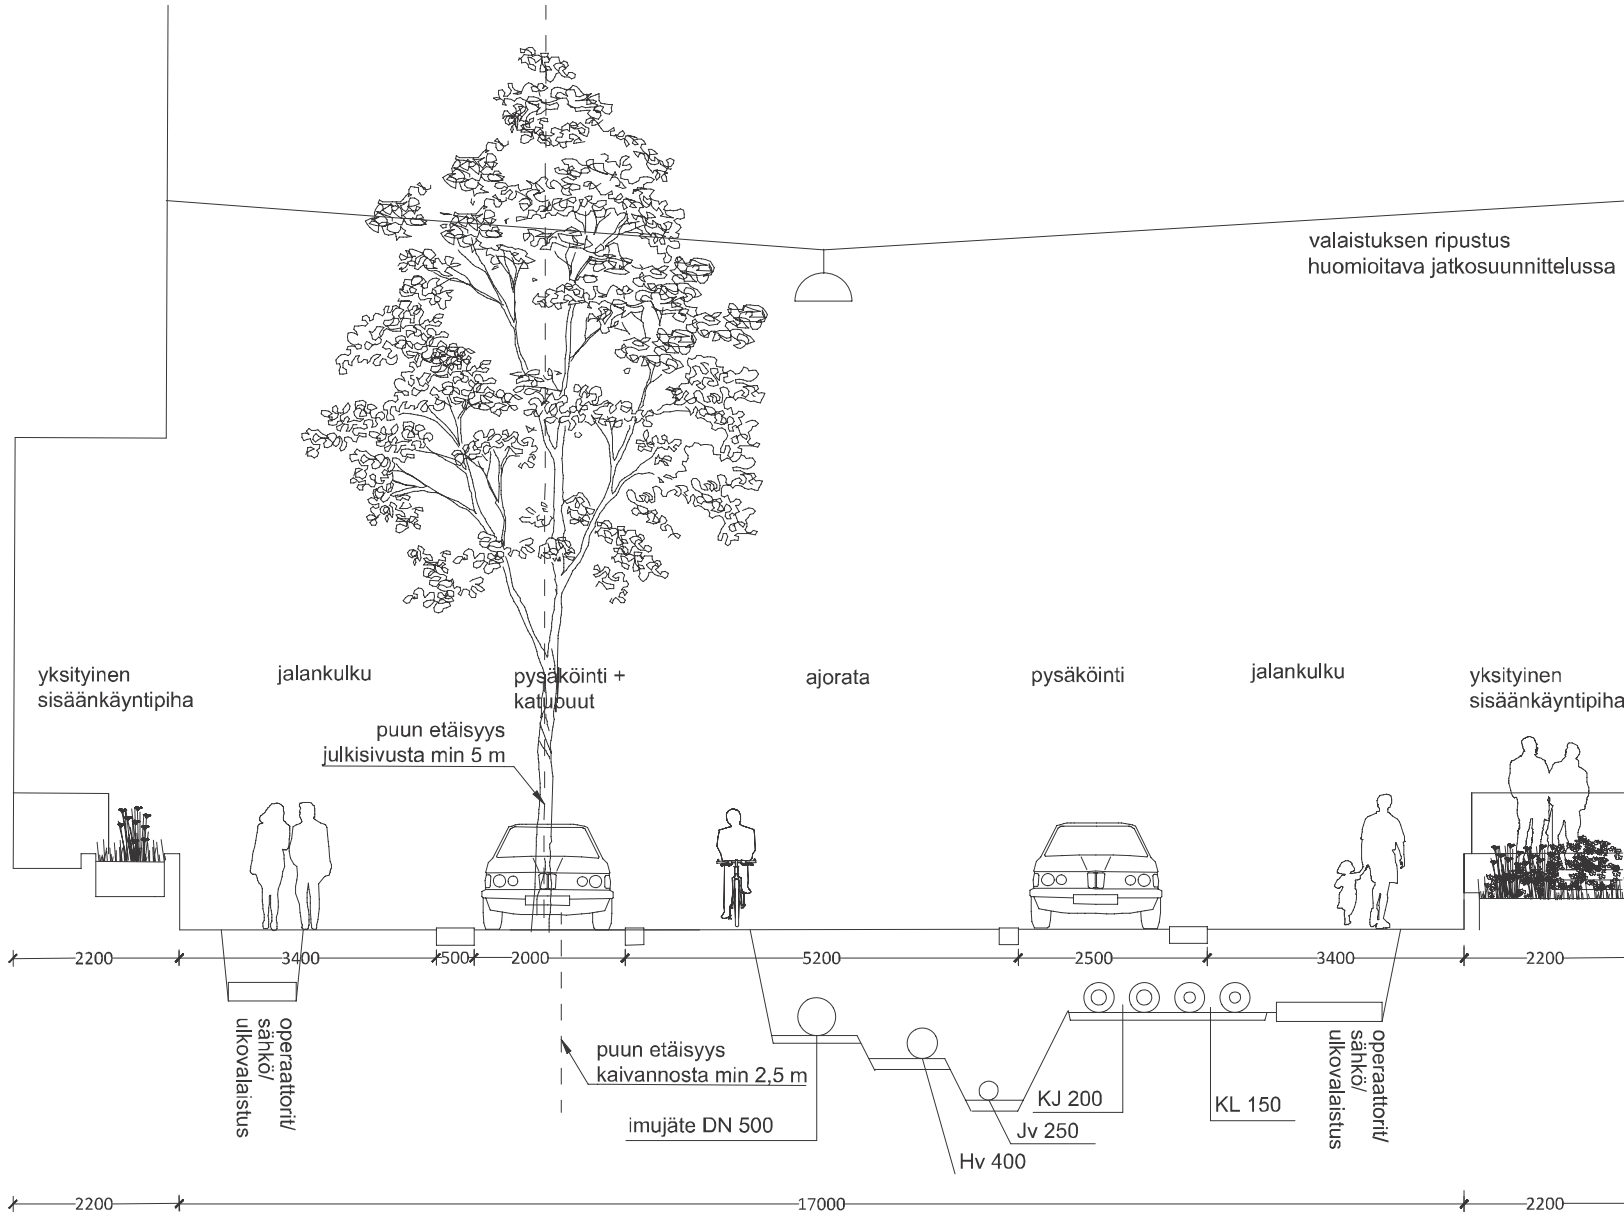 valaistuksen ripustus
huomioitava jatkosuunnittelussa
yksityinen
sisäänkäyntipiha
jalankulku
pysäköinti +
katupuut
ajorata
pysäköinti
jalankulku
yksityinen
sisäänkäyntipiha
puun etäisyys
julkisivusta min 5 m
2200
3400
500
2000
5200
2500
3400
2200
operaattorit/
sähkö/
ulkovalaistus
puun etäisyys
kaivannosta min 2,5 m
imujäte DN 500
Hv 400
Jv 250
KJ 200
KL 150
operaattorit/
sähkö/
ulkovalaistus
2200
17000
2200